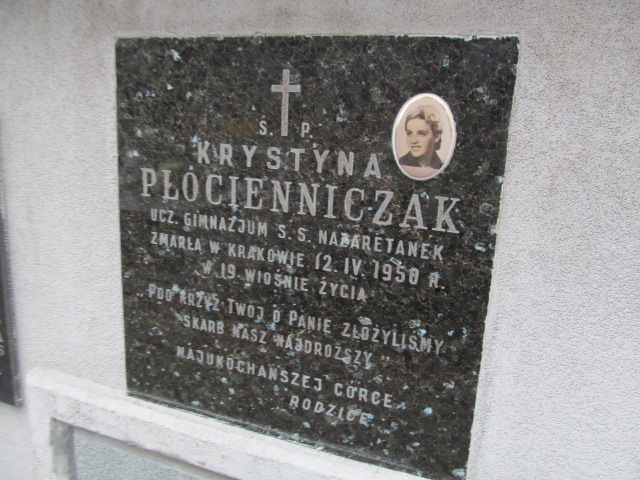 S. P.
KRYSTYNA
PŁÓCIENNICZAK
UCZ. GIMNAZJUM S. S. NAZARETANEK
ZMARŁA W KRAKOWIE 12. IV. 1950 R.
W 19 WIOŚNIE ŻYCIA
„POD KRZYŻ TWÓJ O PANIE ZŁOŻYLIŚMY
SKARB NASZ NAJDROŻSZY"
NAJUKOCHAŃSZEJ CÓRCE
RODZICE